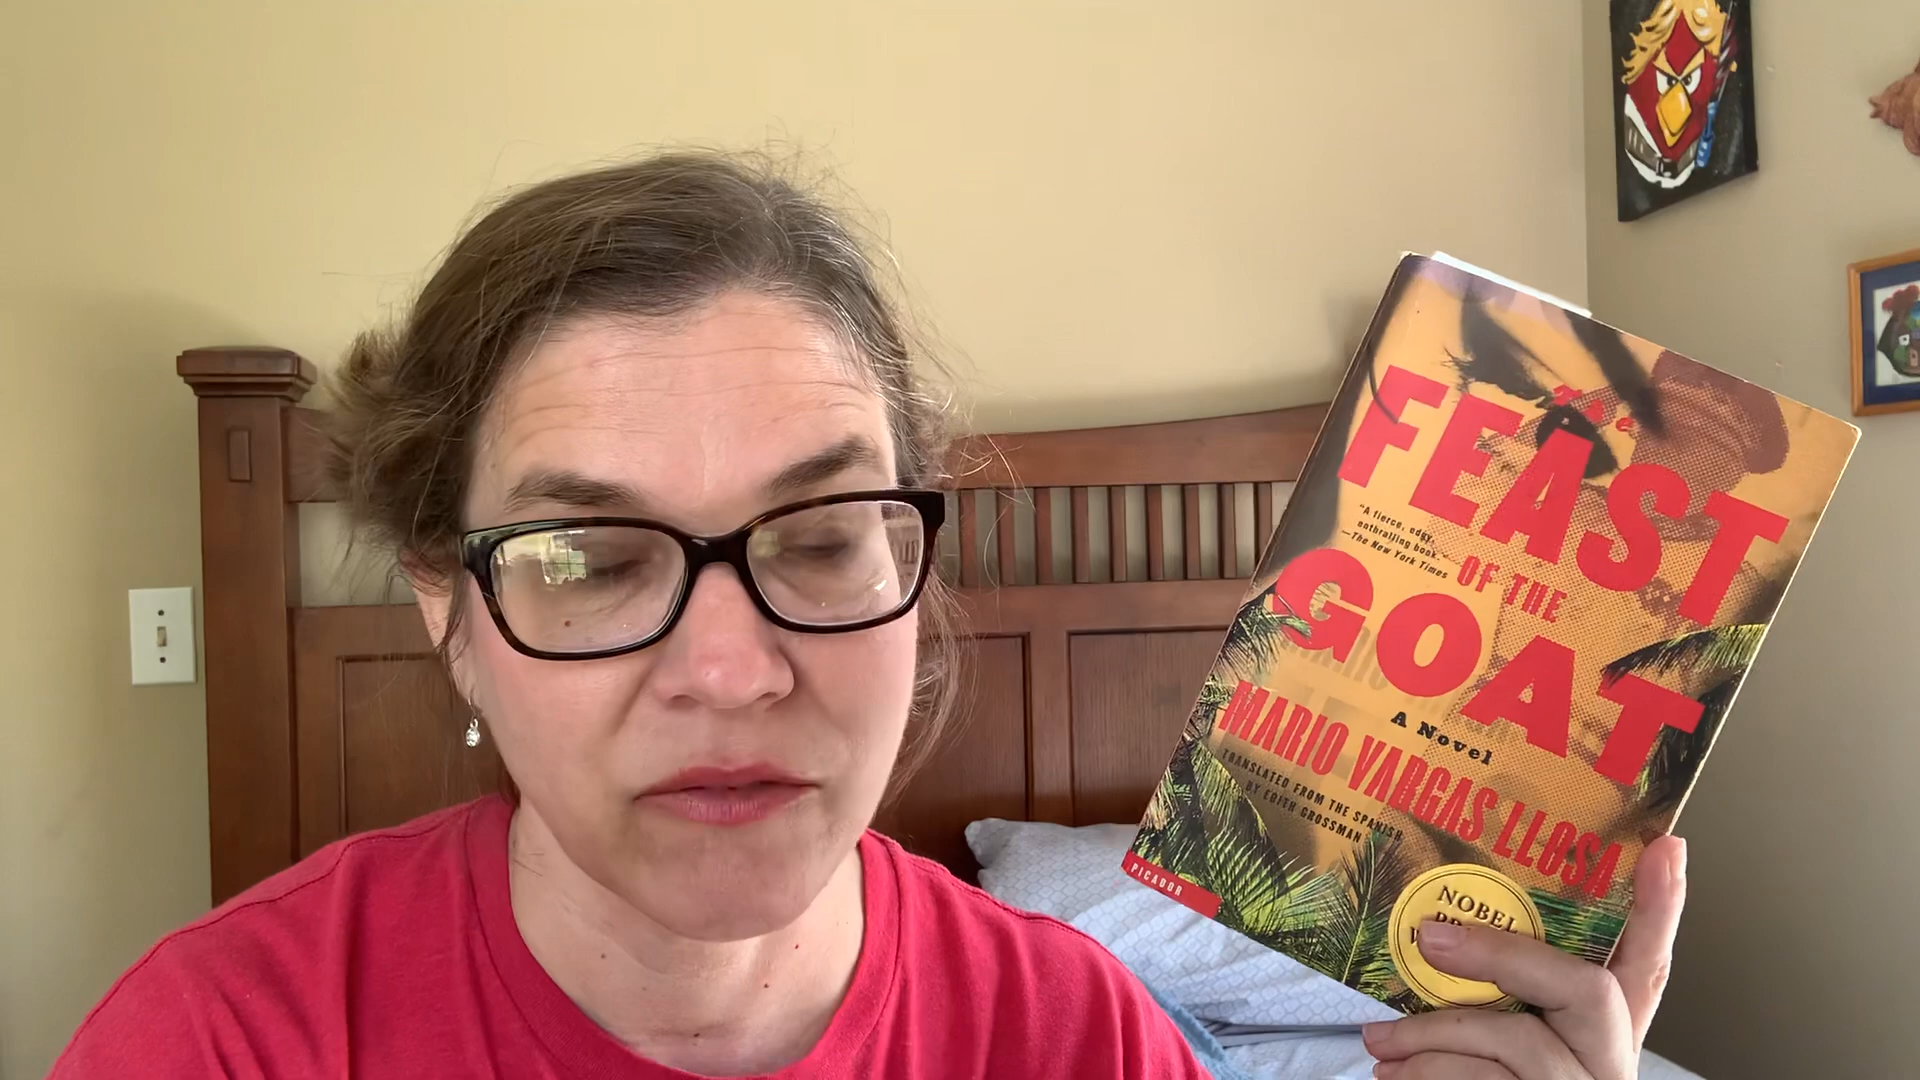 the
FEAST
"A fierce, edgy,
enthralling book..."
—The New York Times
OF THE
GOAT
A Novel
MARIO VARGAS LLOSA
TRANSLATED FROM THE SPANISH
BY EDITH GROSSMAN
PICADOR
NOBEL